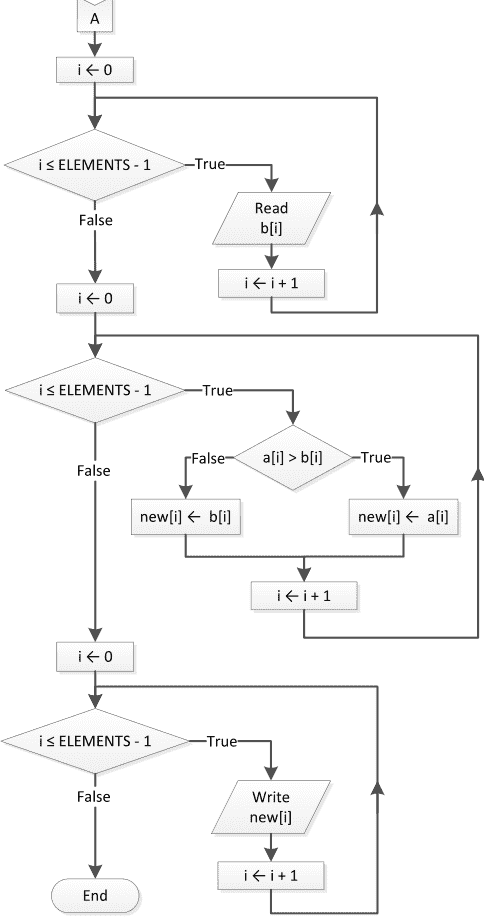 A
i ← 0
i ≤ ELEMENTS - 1
True
Read
b[i]
False
i ← i + 1
i ← 0
i ≤ ELEMENTS - 1
True
a[i] > b[i]
False
True
False
new[i] ← b[i]
new[i] ← a[i]
i ← i + 1
i ← 0
i ≤ ELEMENTS - 1
True
False
Write
new[i]
i ← i + 1
End